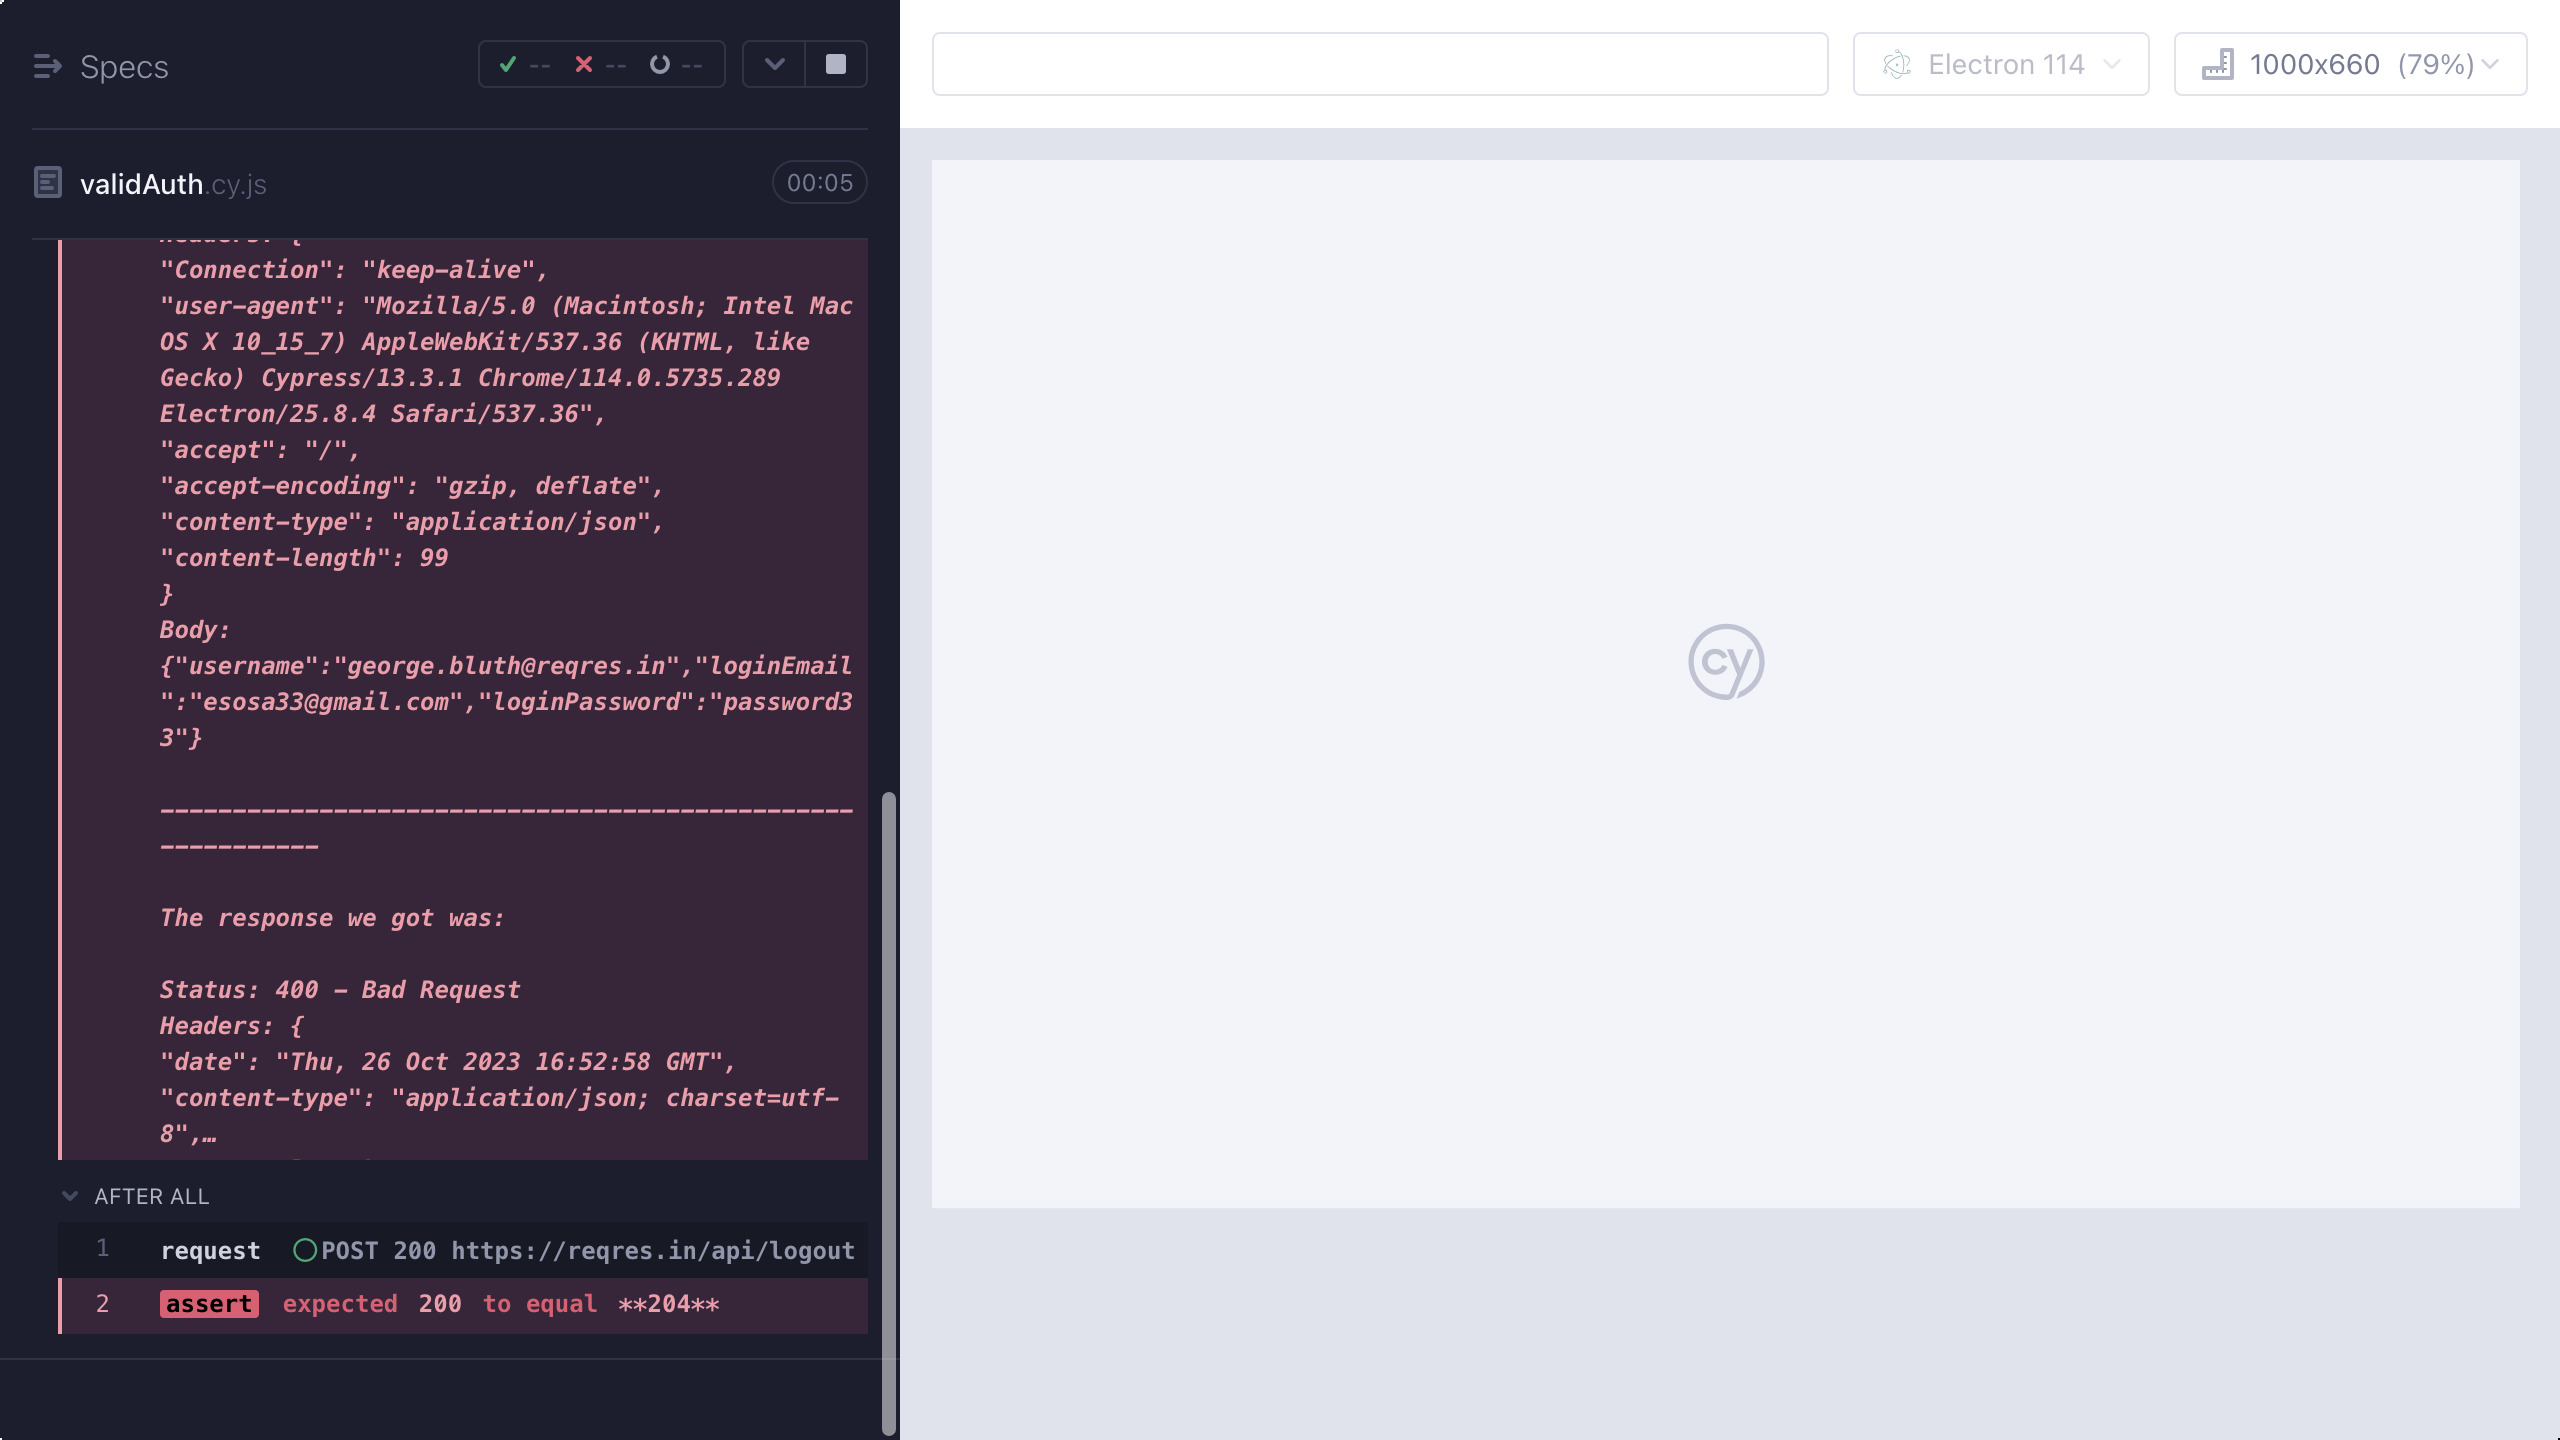 Specs
--
--
--
Electron 114
1000x660 (79%)
validAuth.cy.js
00:05
"Connection": "keep-alive",
"user-agent": "Mozilla/5.0 (Macintosh; Intel Mac
OS X 10_15_7) AppleWebKit/537.36 (KHTML, like
Gecko) Cypress/13.3.1 Chrome/114.0.5735.289
Electron/25.8.4 Safari/537.36",
"accept": "/",
"accept-encoding": "gzip, deflate",
"content-type": "application/json",
"content-length": 99
}
Body:
{"username":"george.bluth@reqres.in","loginEmail
":"esosa33@gmail.com","loginPassword":"password3
3"}
------------------------------------------------
-----------
The response we got was:
Status: 400 - Bad Request
Headers: {
"date": "Thu, 26 Oct 2023 16:52:58 GMT",
"content-type": "application/json; charset=utf-
8",…
AFTER ALL
1 request POST 200 https://reqres.in/api/logout
2 assert expected 200 to equal **204**
cy